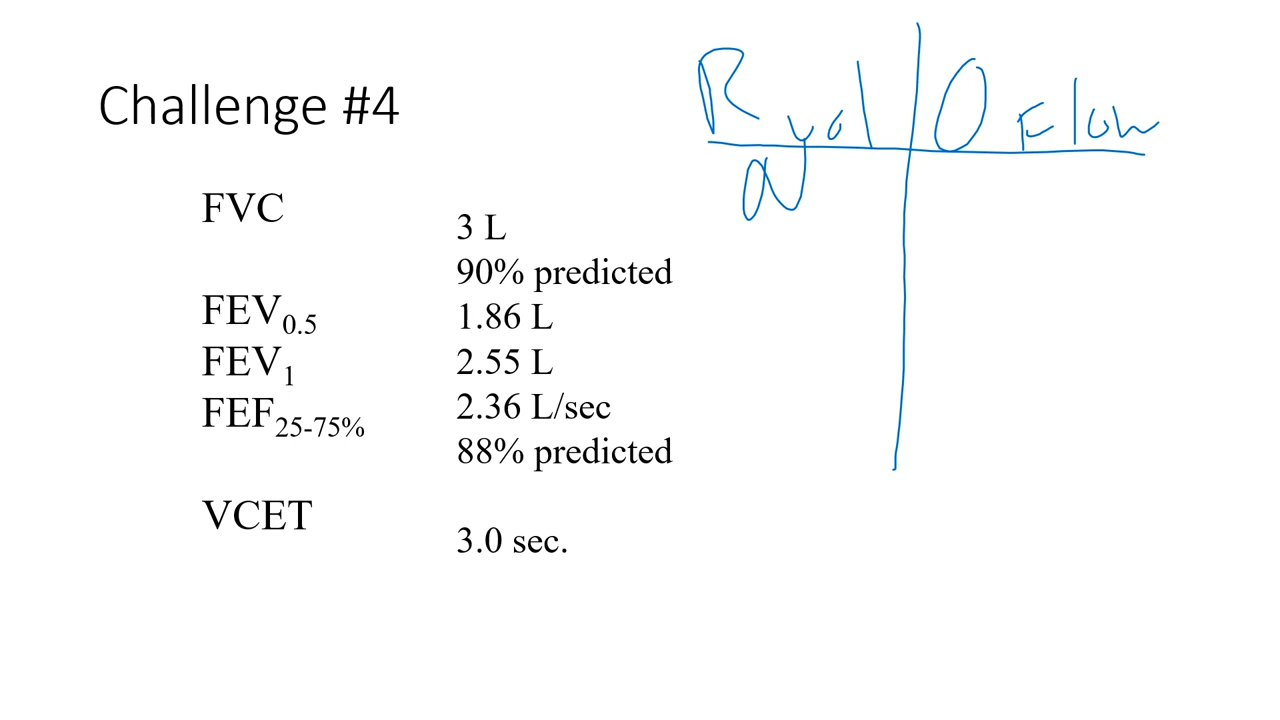 Challenge #4
R vol O Flow
N
FVC
3 L
90% predicted
FEV0.5 1.86 L
FEV1 2.55 L
FEF25-75% 2.36 L/sec
88% predicted
VCET
3.0 sec.